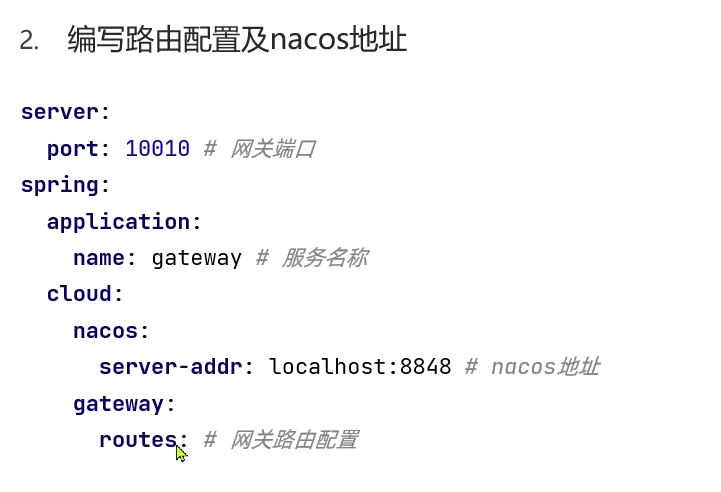 2. 编写路由配置及nacos地址
server:
  port: 10010 # 网关端口
spring:
  application:
    name: gateway # 服务名称
  cloud:
    nacos:
      server-addr: localhost:8848 # nacos地址
    gateway:
      routes: # 网关路由配置